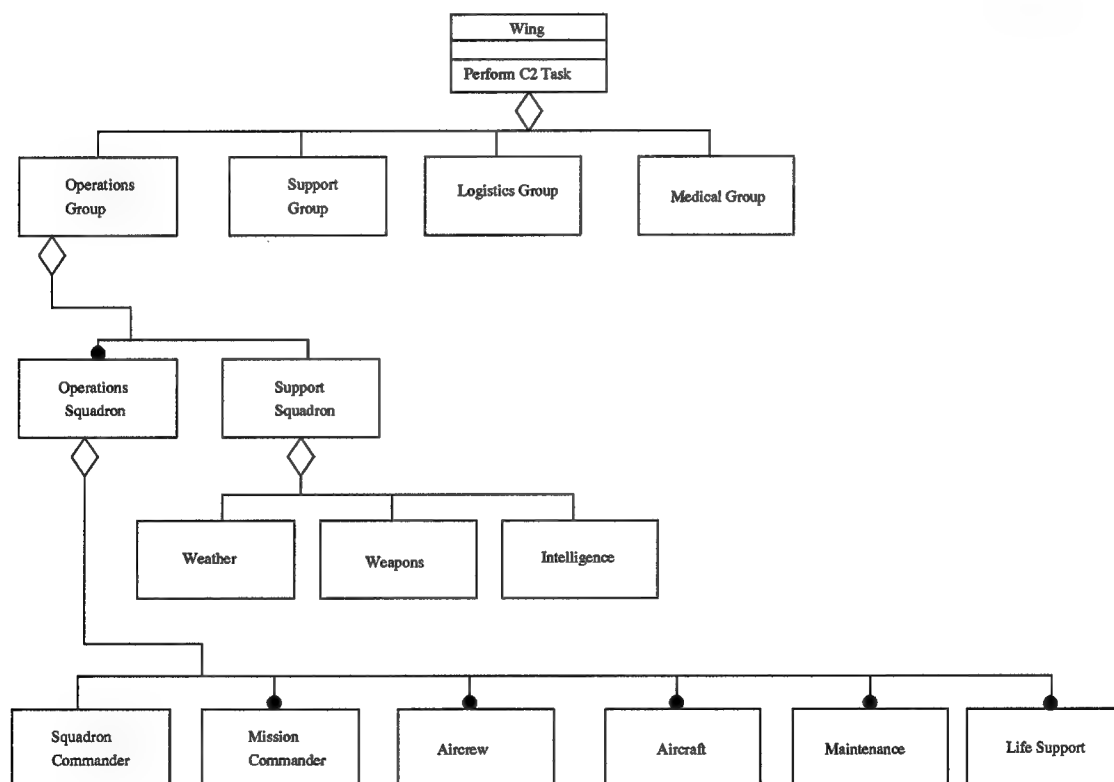 Wing
Perform C2 Task
Operations
Group
Support
Group
Logistics Group
Medical Group
Operations
Squadron
Support
Squadron
Weather
Weapons
Intelligence
Squadron
Commander
Mission
Commander
Aircrew
Aircraft
Maintenance
Life Support